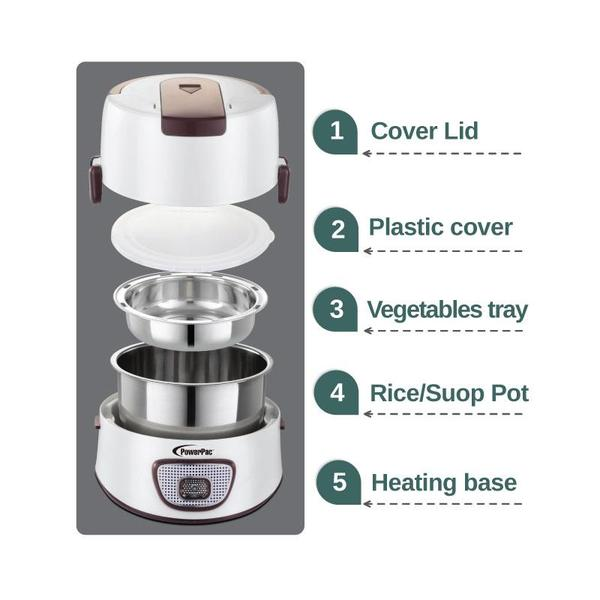 1 Cover Lid
2 Plastic cover
3 Vegetables tray
4 Rice/Suop Pot
PowerPac
5 Heating base